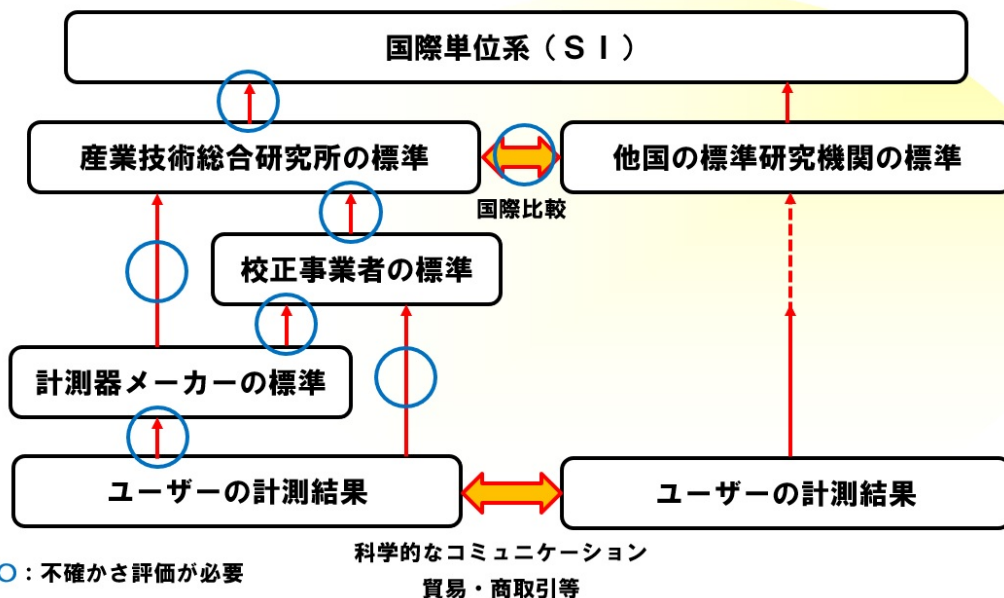 国際単位系（ＳＩ）
産業技術総合研究所の標準
他国の標準研究機関の標準
国際比較
校正事業者の標準
計測器メーカーの標準
ユーザーの計測結果
ユーザーの計測結果
科学的なコミュニケーション
貿易・商取引等
○：不確かさ評価が必要